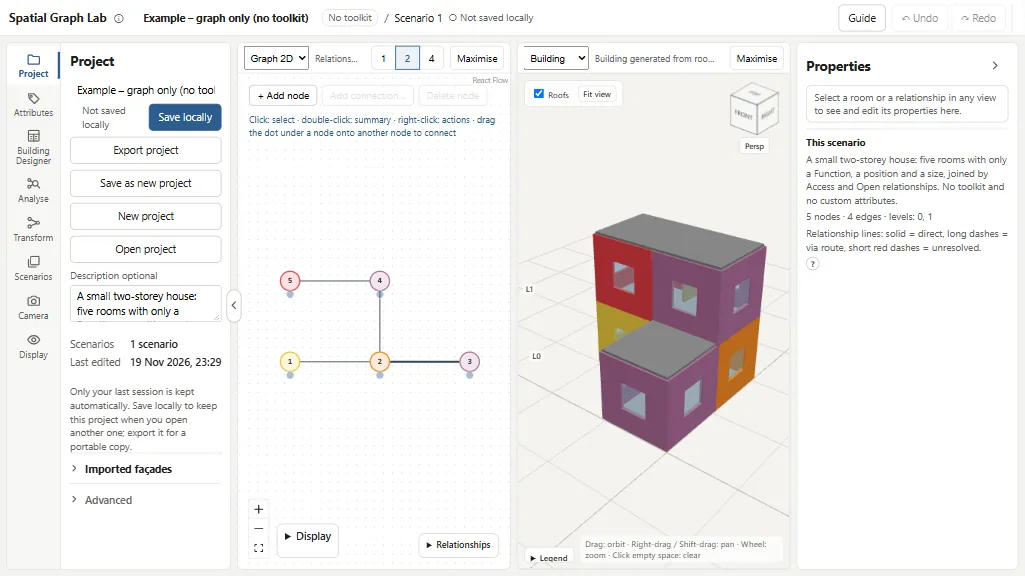 Spatial Graph Lab
Example – graph only (no toolkit)
No toolkit
/ Scenario 1
Not saved locally
Guide
Undo
Redo
Project
Attributes
Building
Designer
Analyse
Transform
Scenarios
Camera
Display
Project
Example – graph only (no tool
Not saved
locally
Save locally
Export project
Save as new project
New project
Open project
Description optional
A small two-storey house:
five rooms with only a
Scenarios 1 scenario
Last edited 19 Nov 2026, 23:29
Only your last session is kept
automatically. Save locally to keep
this project when you open
another one; export it for a
portable copy.
Imported façades
Advanced
Graph 2D
Relations...
1 2 4
Maximise
React Flow
+ Add node
Add connection...
Delete node
Click: select · double-click: summary · right-click: actions · drag
the dot under a node onto another node to connect
5
4
1
2
3
+
−
Display
Relationships
Building
Building generated from roo...
Maximise
Roofs
Fit view
FRONT
RIGHT
Persp
L1
L0
Legend
Drag: orbit · Right-drag / Shift-drag: pan · Wheel:
zoom · Click empty space: clear
Properties
Select a room or a relationship in any view
to see and edit its properties here.
This scenario
A small two-storey house: five rooms with only
a Function, a position and a size, joined by
Access and Open relationships. No toolkit and
no custom attributes.
5 nodes · 4 edges · levels: 0, 1
Relationship lines: solid = direct, long dashes =
via route, short red dashes = unresolved.
?